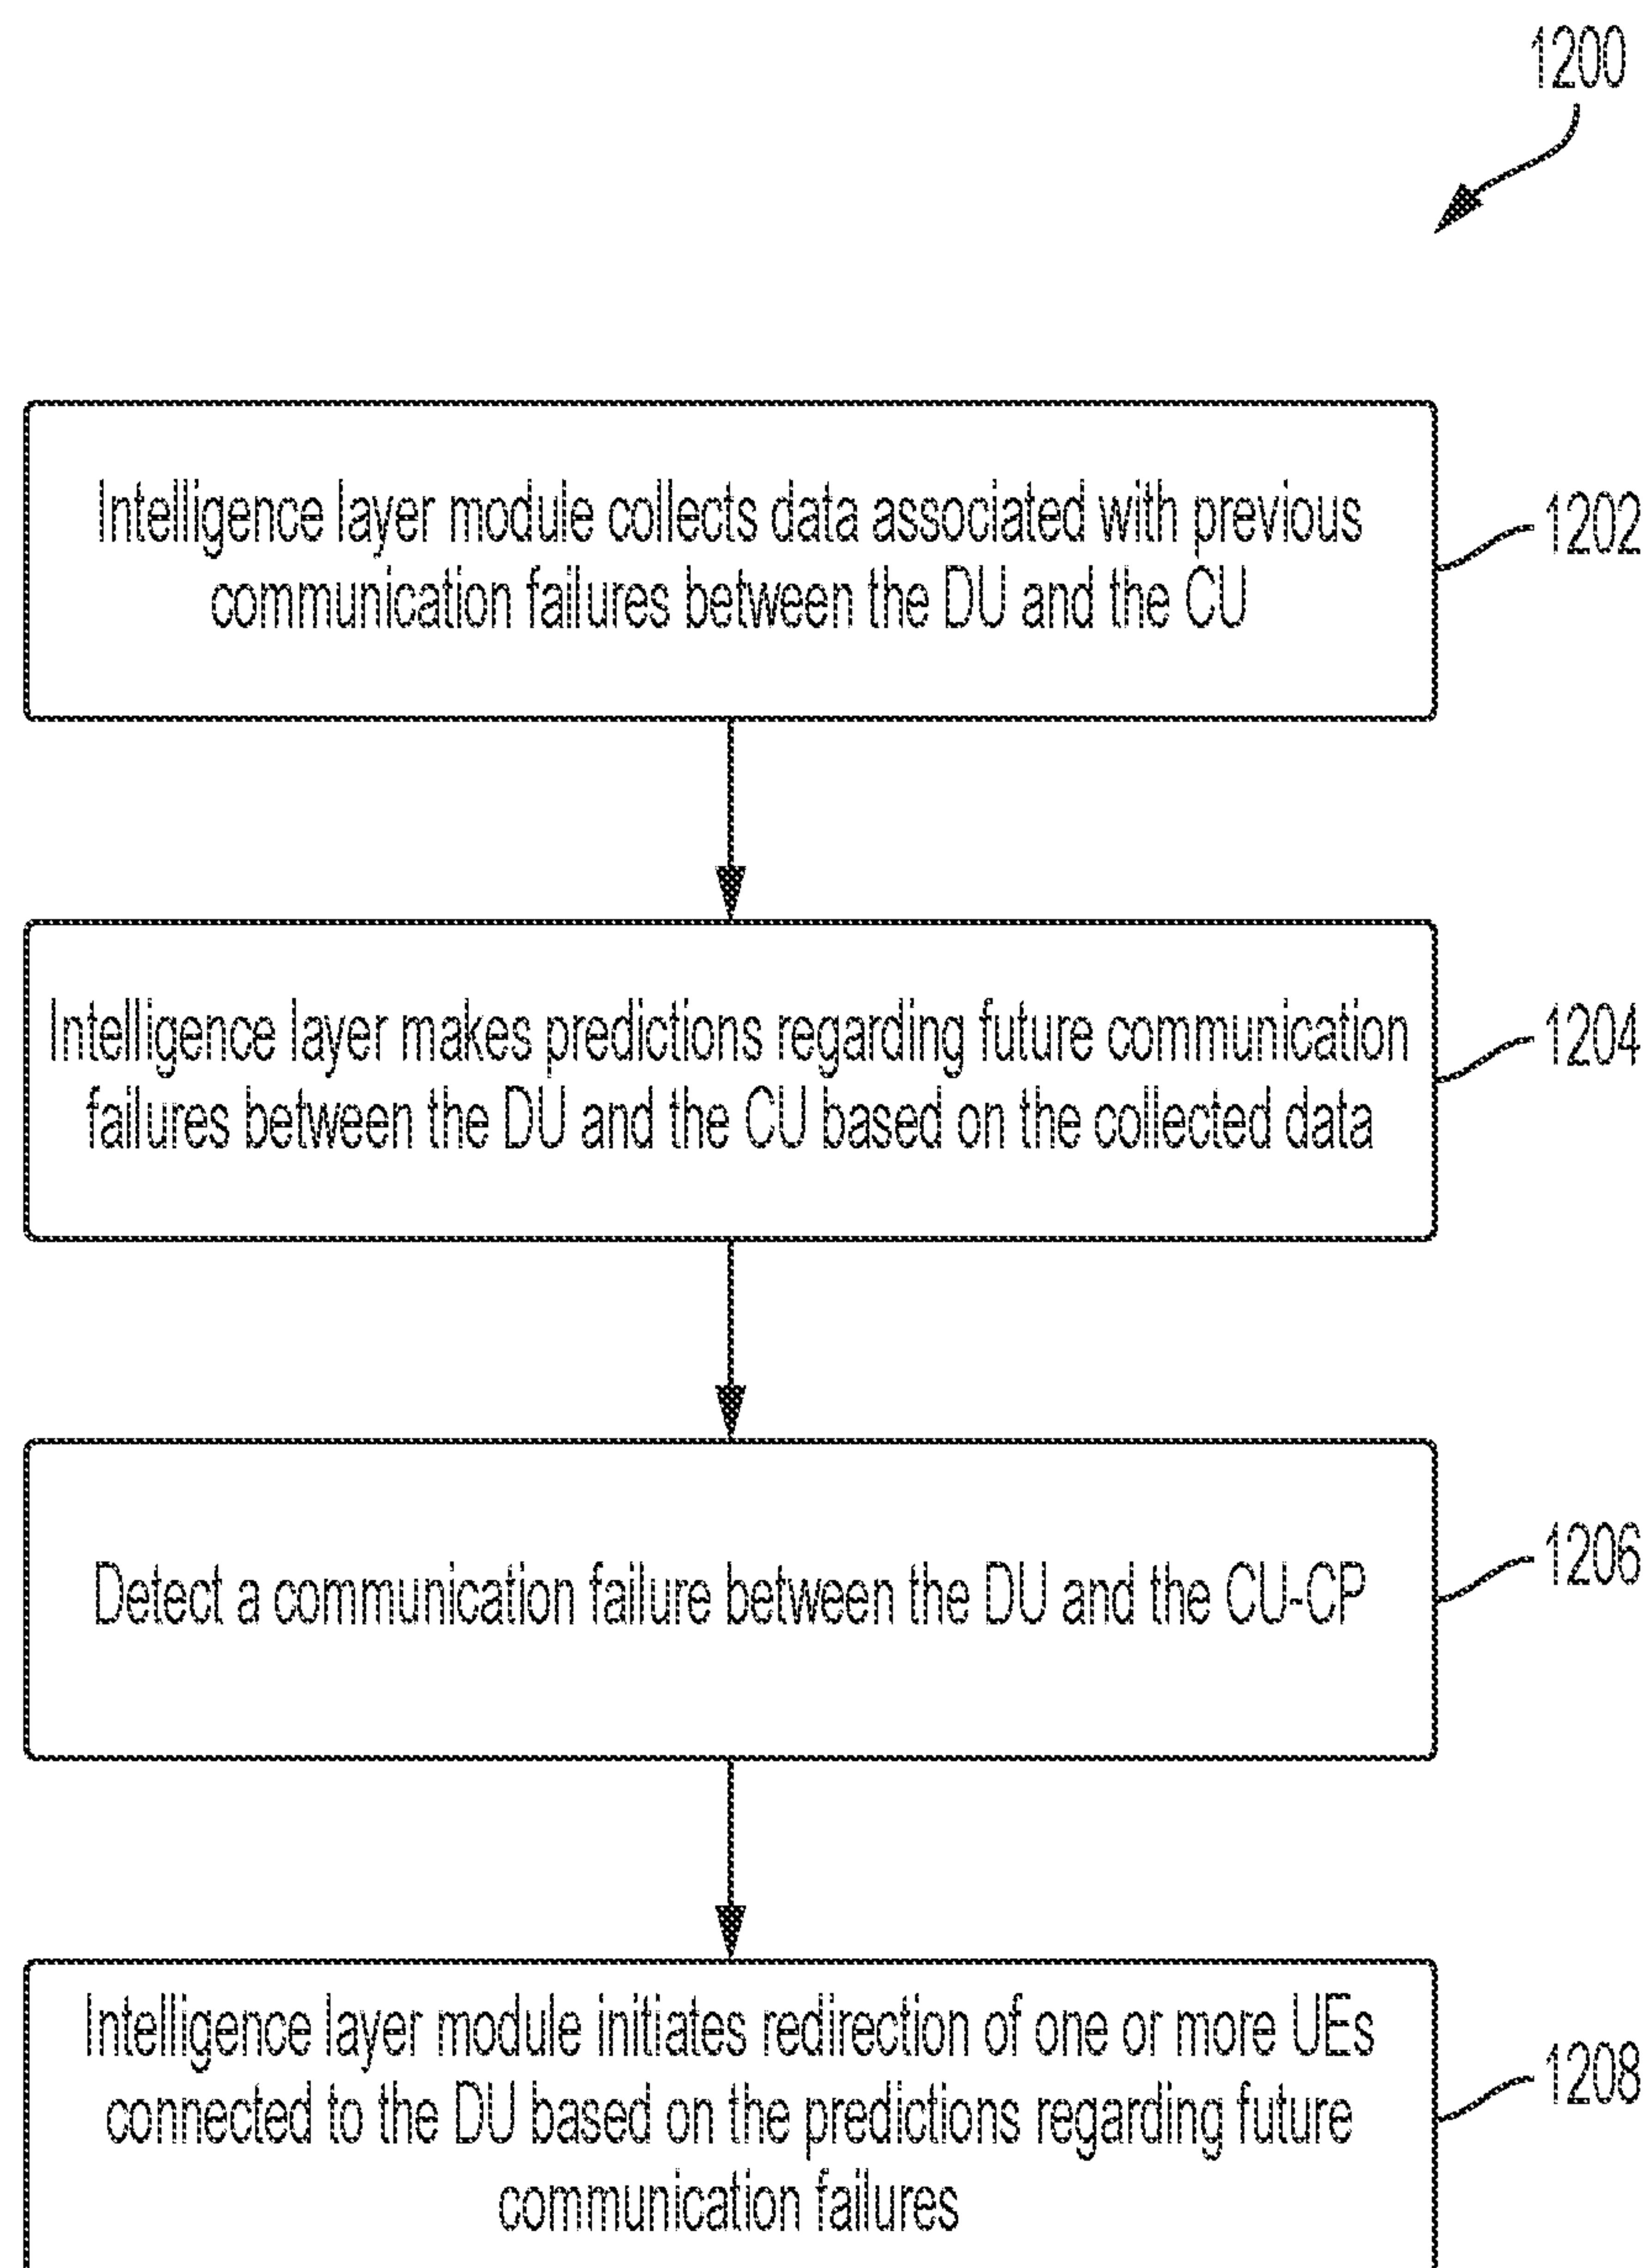 1200
Intelligence layer module collects data associated with previous
communication failures between the DU and the CU
1202
Intelligence layer makes predictions regarding future communication
failures between the DU and the CU based on the collected data
1204
Detect a communication failure between the DU and the CU-CP
1206
Intelligence layer module initiates redirection of one or more UEs
connected to the DU based on the predictions regarding future
communication failures
1208